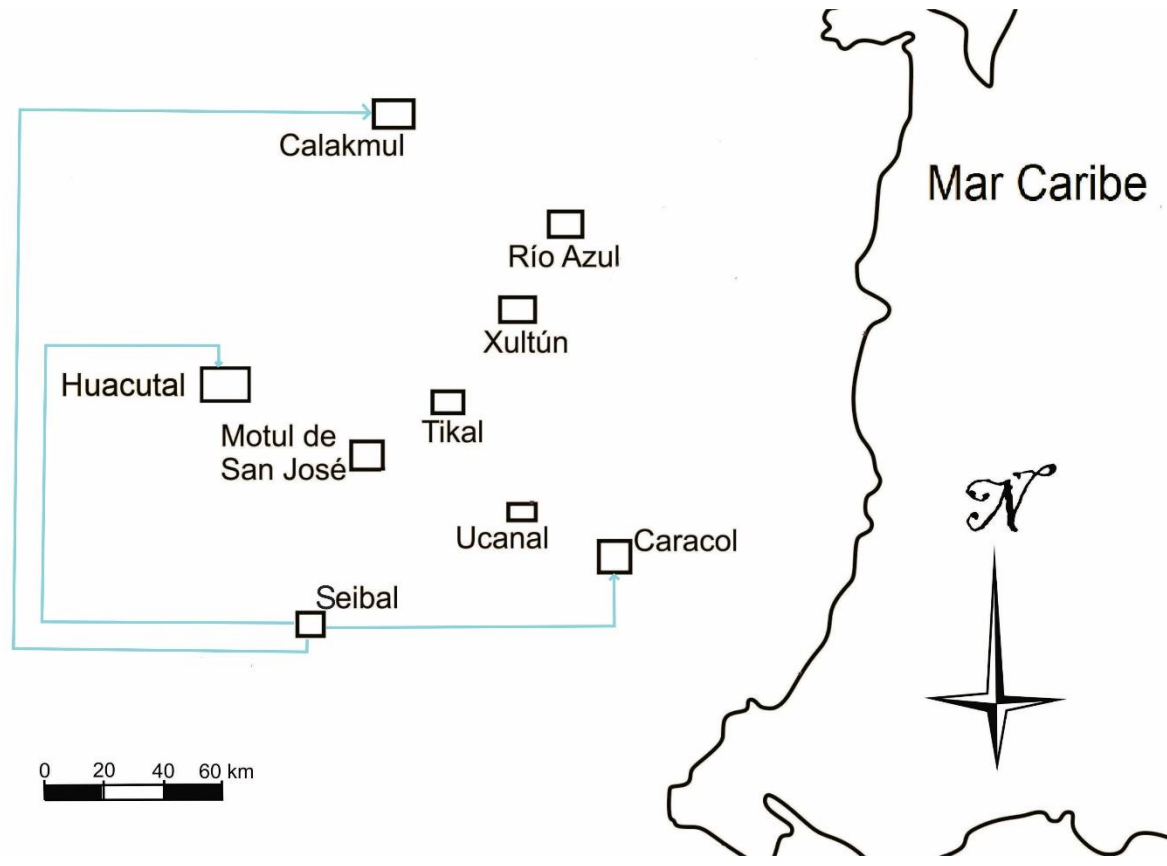 Calakmul
Mar Caribe
Río Azul
Xultún
Huacutal
Tikal
Motul de
San José
Ucanal
Caracol
Seibal
N
0 20 40 60 km